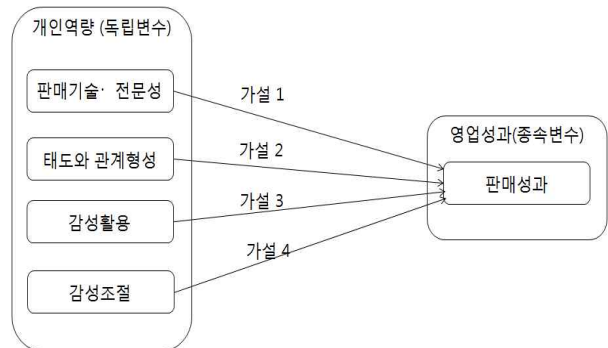 개인역량 (독립변수)
판매기술· 전문성
태도와 관계형성
감성활용
감성조절
가설 1
가설 2
가설 3
가설 4
영업성과(종속변수)
판매성과